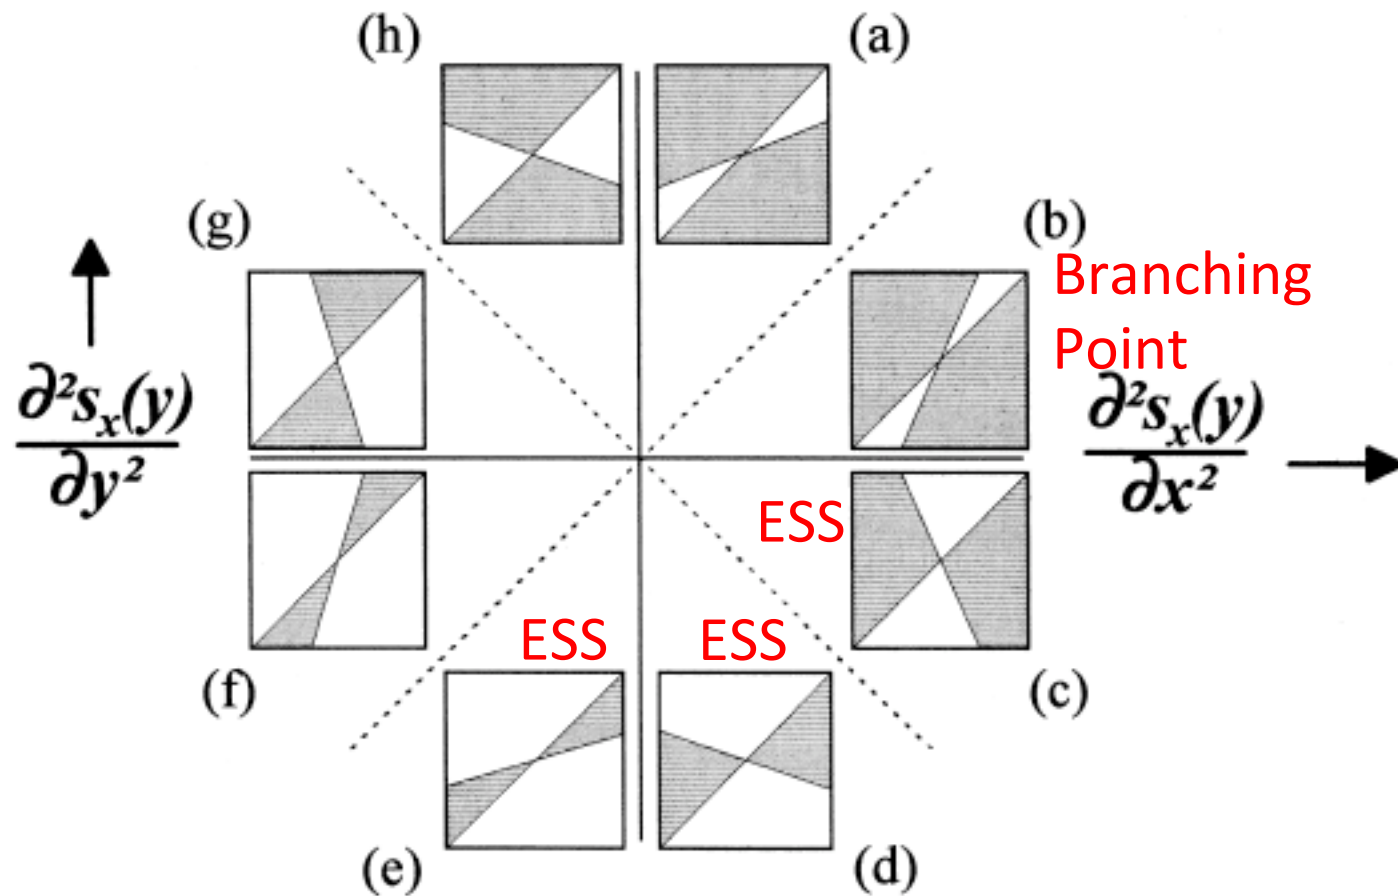 (h)
(a)
(g)
(b)
Branching
Point
∂²sₓ(y)
∂y²
∂²sₓ(y)
∂x²
ESS
ESS
ESS
(f)
(c)
(e)
(d)